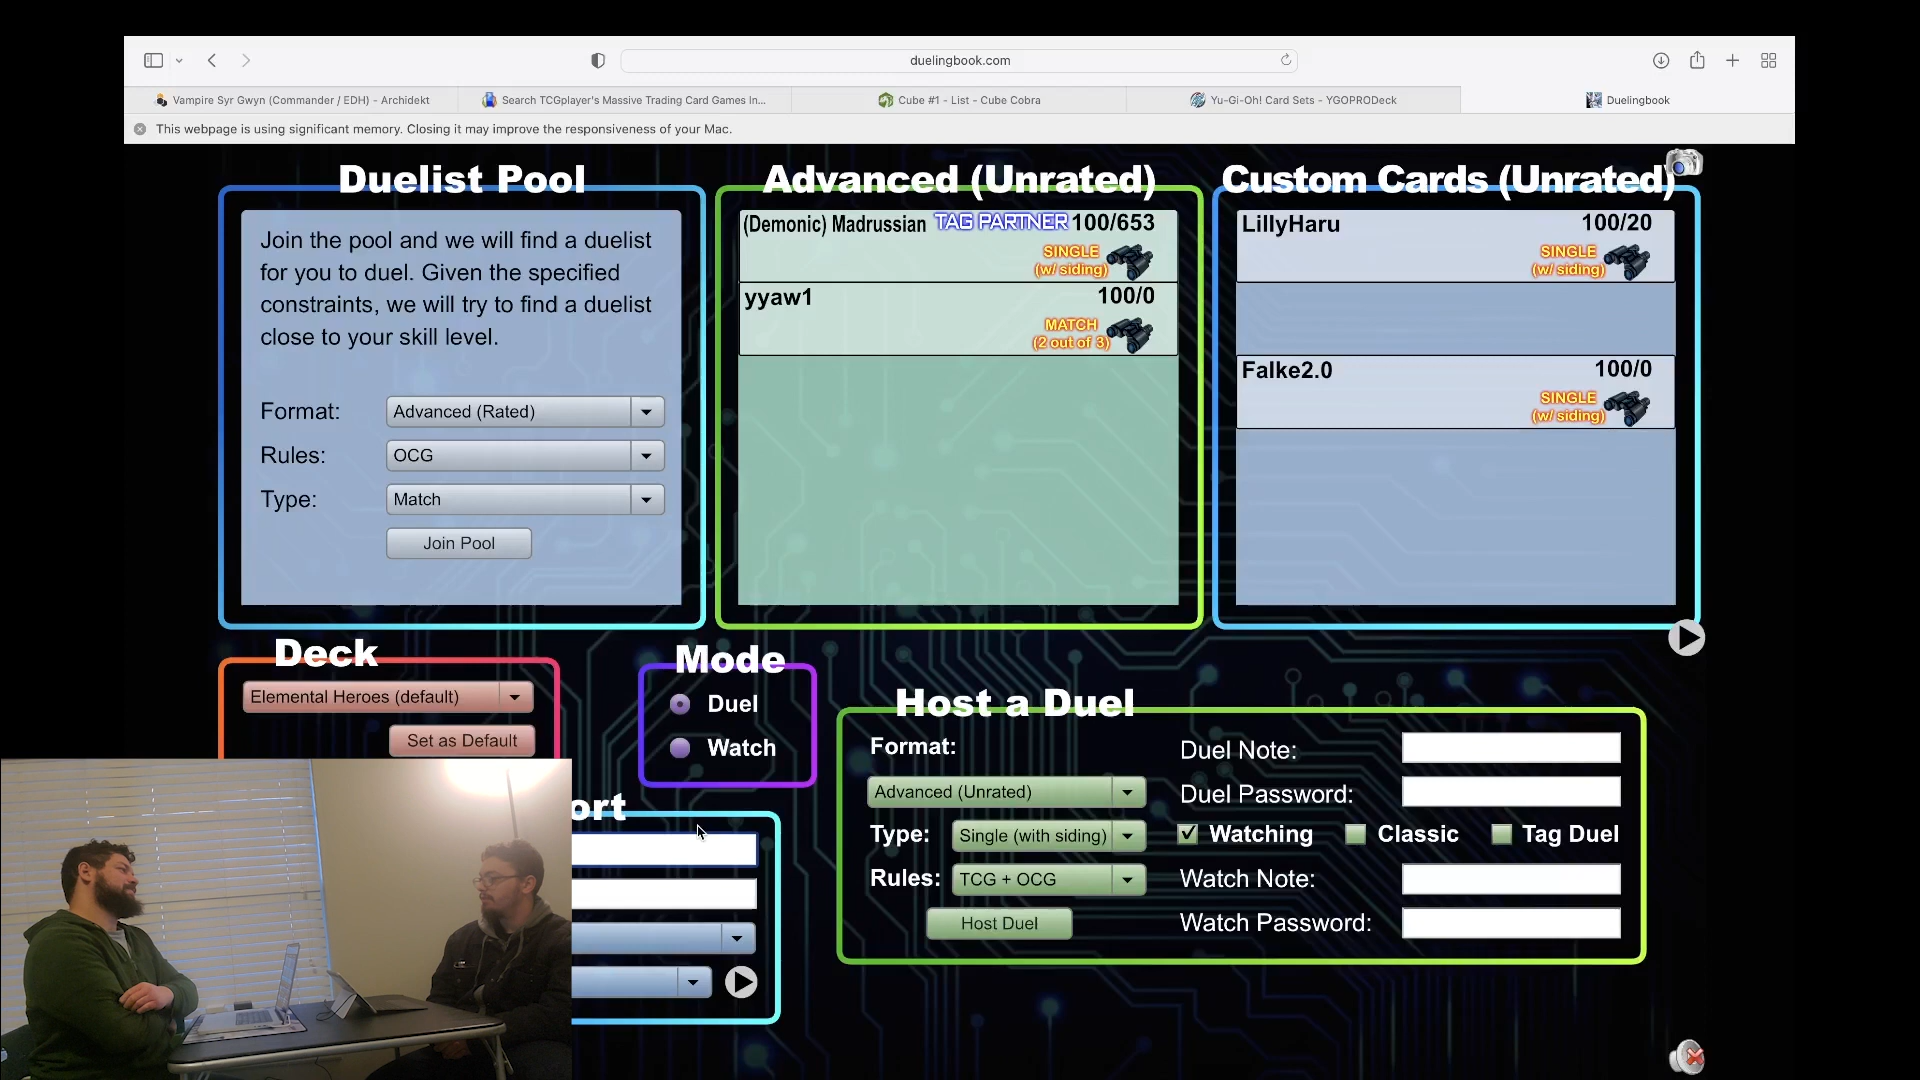 duelingbook.com
Vampire Syr Gwyn (Commander / EDH) - Archidekt
Search TCGplayer's Massive Trading Card Games In...
Cube #1 - List - Cube Cobra
Yu-Gi-Oh! Card Sets - YGOPRODeck
Duelingbook
This webpage is using significant memory. Closing it may improve the responsiveness of your Mac.
Duelist Pool
Join the pool and we will find a duelist
for you to duel. Given the specified
constraints, we will try to find a duelist
close to your skill level.
Format: Advanced (Rated)
Rules: OCG
Type: Match
Join Pool
Advanced (Unrated)
(Demonic) Madrussian TAG PARTNER 100/653
SINGLE
(w/ siding)
yyaw1 100/0
MATCH
(2 out of 3)
Custom Cards (Unrated)
LillyHaru 100/20
SINGLE
(w/ siding)
Falke2.0 100/0
SINGLE
(w/ siding)
Deck
Elemental Heroes (default)
Set as Default
Mode
Duel
Watch
ort
Host a Duel
Format:
Advanced (Unrated)
Type: Single (with siding)
Rules: TCG + OCG
Host Duel
Duel Note:
Duel Password:
Watching Classic Tag Duel
Watch Note:
Watch Password: